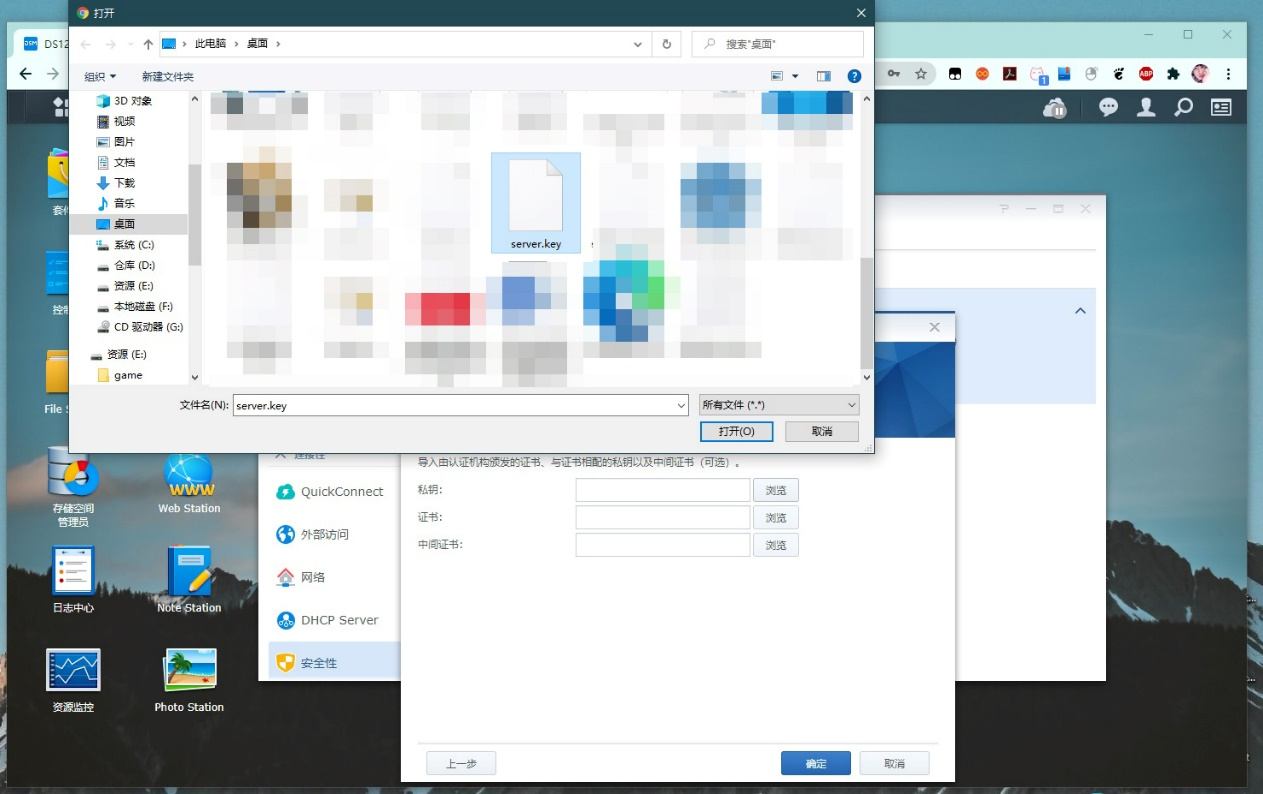 打开
DS12
此电脑 › 桌面 ›
搜索"桌面"
组织
新建文件夹
3D 对象
视频
图片
文档
下载
音乐
桌面
系统 (C:)
仓库 (D:)
资源 (E:)
本地磁盘 (F:)
CD 驱动器 (G:)
资源 (E:)
game
server.key
文件名(N):
server.key
所有文件 (*.*)
打开(O)
取消
ABP
1
套件
控制
File S
存储空间
管理员
Web Station
日志中心
Note Station
资源监控
Photo Station
连接性
QuickConnect
外部访问
网络
DHCP Server
安全性
导入由认证机构颁发的证书、与证书相配的私钥以及中间证书（可选）。
私钥:
浏览
证书:
浏览
中间证书:
浏览
上一步
确定
取消